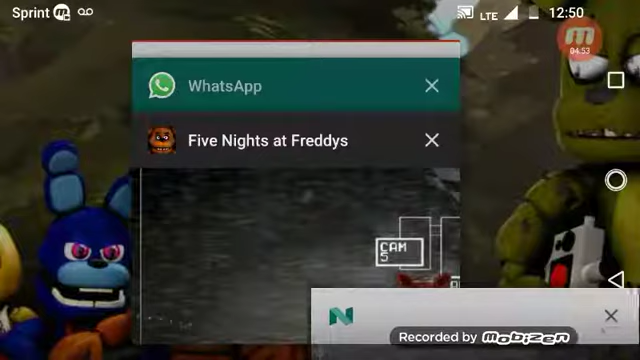 Sprint
LTE
12:50
04:53
WhatsApp
Five Nights at Freddys
CAM
5
Recorded by Mobizen